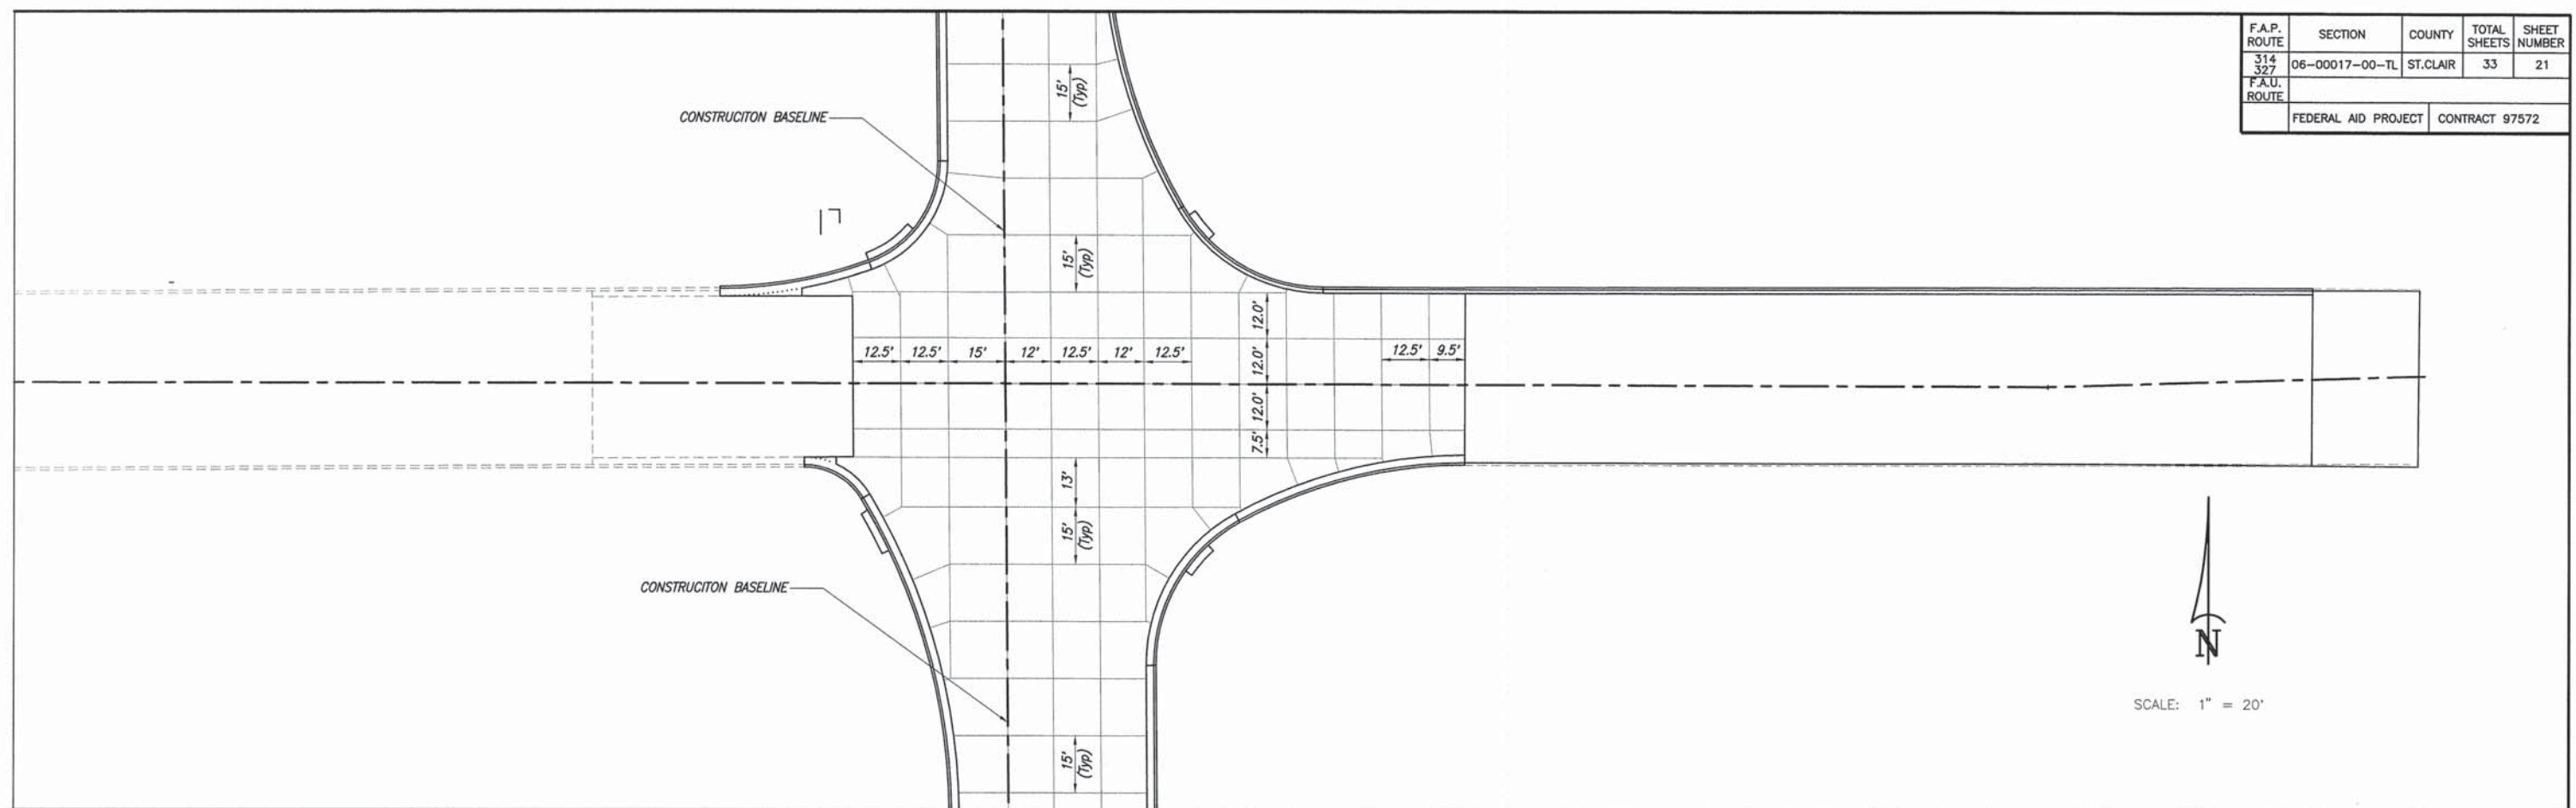 F.A.P. ROUTE SECTION COUNTY TOTAL SHEETS SHEET NUMBER
314 327 06-00017-00-TL ST.CLAIR 33 21
F.A.U. ROUTE
FEDERAL AID PROJECT CONTRACT 97572
15' (Typ)
CONSTRUCITON BASELINE
15' (Typ)
12.0'
12.5' 12.5' 15' 12' 12.5' 12' 12.5' 12.0' 12.5' 9.5'
12.0'
7.5'
13'
15' (Typ)
CONSTRUCITON BASELINE
N
SCALE: 1" = 20'
15' (Typ)